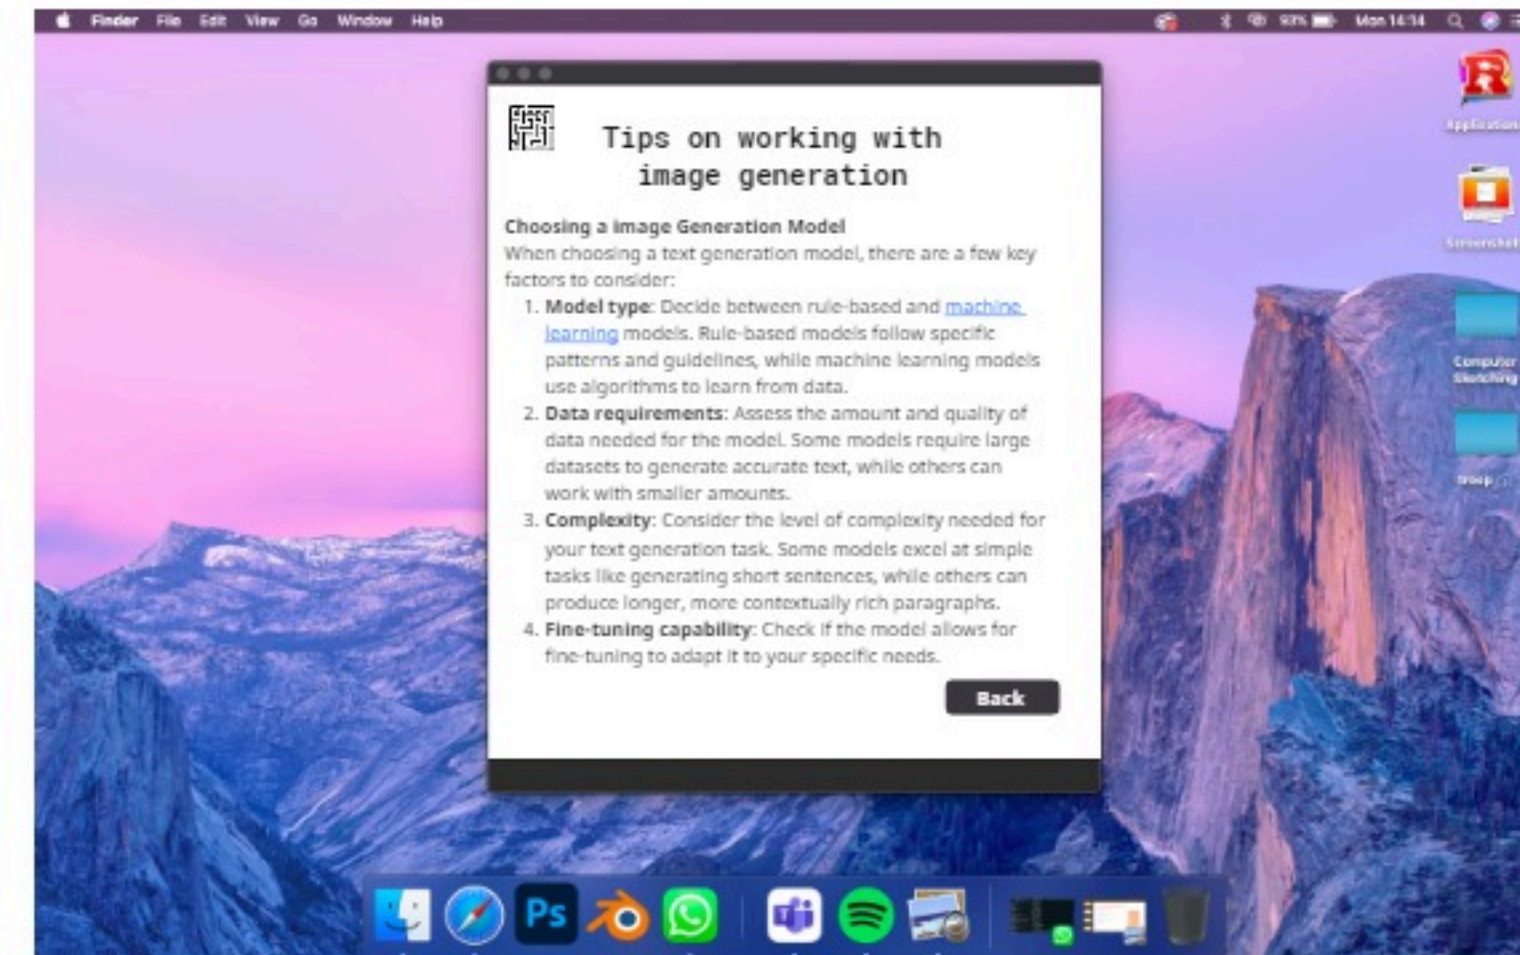 Finder File Edit View Go Window Help 93% Mon 14:14
Tips on working with
image generation
Choosing a image Generation Model
When choosing a text generation model, there are a few key
factors to consider:
1. Model type: Decide between rule-based and machine
learning models. Rule-based models follow specific
patterns and guidelines, while machine learning models
use algorithms to learn from data.
2. Data requirements: Assess the amount and quality of
data needed for the model. Some models require large
datasets to generate accurate text, while others can
work with smaller amounts.
3. Complexity: Consider the level of complexity needed for
your text generation task. Some models excel at simple
tasks like generating short sentences, while others can
produce longer, more contextually rich paragraphs.
4. Fine-tuning capability: Check if the model allows for
fine-tuning to adapt it to your specific needs.
Back
Computer
Sketching
Ps